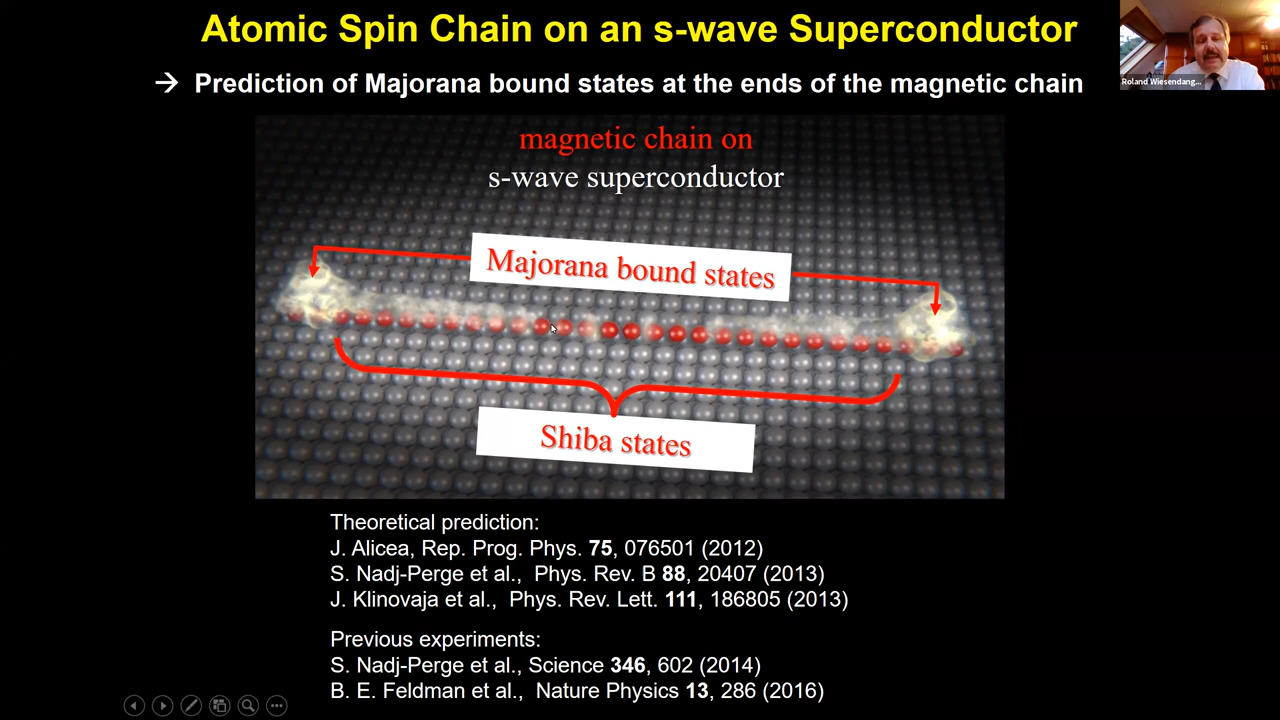 Atomic Spin Chain on an s-wave Superconductor
→ Prediction of Majorana bound states at the ends of the magnetic chain
Roland Wiesendang...
magnetic chain on
s-wave superconductor
Majorana bound states
Shiba states
Theoretical prediction:
J. Alicea, Rep. Prog. Phys. 75, 076501 (2012)
S. Nadj-Perge et al., Phys. Rev. B 88, 20407 (2013)
J. Klinovaja et al., Phys. Rev. Lett. 111, 186805 (2013)
Previous experiments:
S. Nadj-Perge et al., Science 346, 602 (2014)
B. E. Feldman et al., Nature Physics 13, 286 (2016)